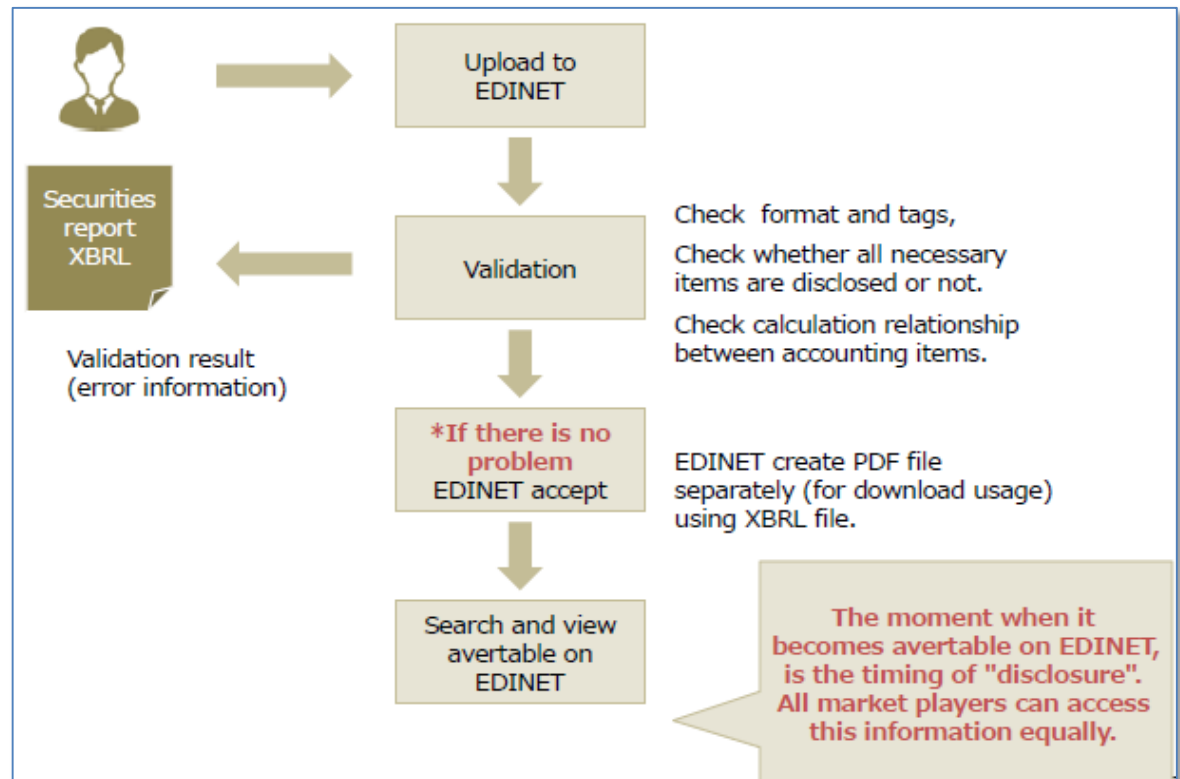 Upload to
EDINET
Securities
report
XBRL
Validation
Check format and tags,
Check whether all necessary
items are disclosed or not.
Check calculation relationship
between accounting items.
Validation result
(error information)
*If there is no
problem
EDINET accept
EDINET create PDF file
separately (for download usage)
using XBRL file.
Search and view
avertable on
EDINET
The moment when it
becomes avertable on EDINET,
is the timing of "disclosure".
All market players can access
this information equally.